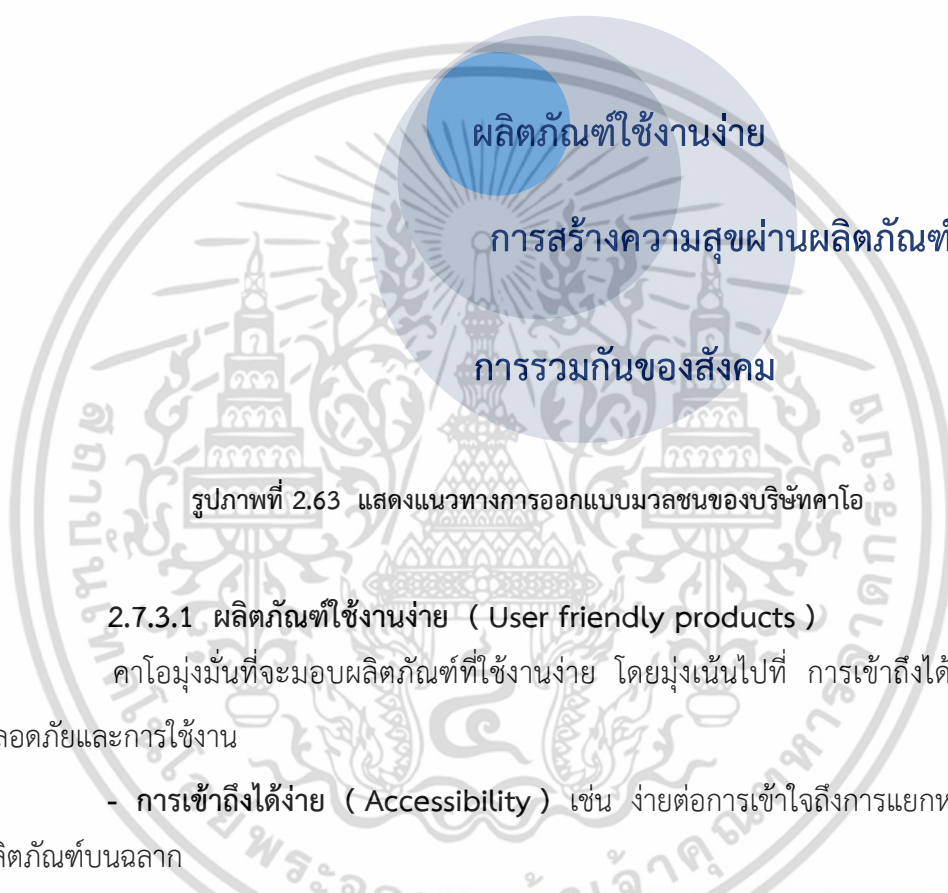 ผลิตภัณฑ์ใช้งานง่าย
การสร้างความสุขผ่านผลิตภัณฑ์
การรวมกันของสังคม
รูปภาพที่ 2.63 แสดงแนวทางการออกแบบมวลชนของบริษัทคาโอ
2.7.3.1 ผลิตภัณฑ์ใช้งานง่าย ( User friendly products )
คาโอมุ่งมั่นที่จะมอบผลิตภัณฑ์ที่ใช้งานง่าย โดยมุ่งเน้นไปที่ การเข้าถึงได้
ลอดภัยและการใช้งาน
- การเข้าถึงได้ง่าย ( Accessibility ) เช่น ง่ายต่อการเข้าใจถึงการแยกห
ลิตภัณฑ์บนฉลาก